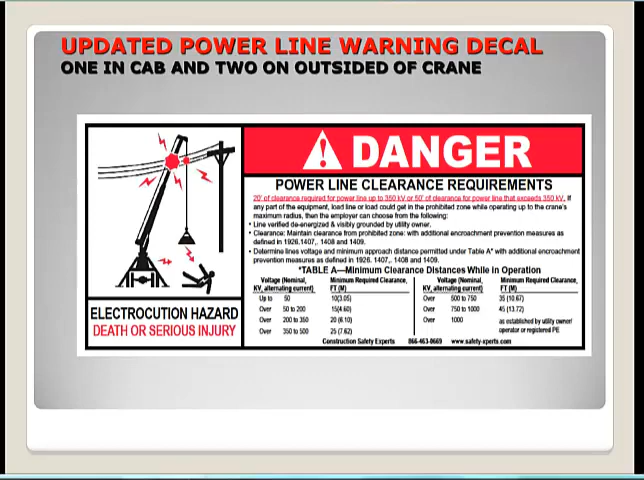 UPDATED POWER LINE WARNING DECAL
ONE IN CAB AND TWO ON OUTSIDED OF CRANE
DANGER
POWER LINE CLEARANCE REQUIREMENTS
20' of clearance required for power line up to 350 kV or 50' of clearance for power line that exceeds 350 kV. If
any part of the equipment, load line or load could get in the prohibited zone while operating up to the crane's
maximum radius, then the employer can choose from the following:
• Line verified de-energized & visibly grounded by utility owner.
• Clearance: Maintain clearance from prohibited zone: with additional encroachment prevention measures as
defined in 1926.1407,. 1408 and 1409.
• Determine lines voltage and minimum approach distance permitted under Table A* with additional encroachment
prevention measures as defined in 1926. 1407,. 1408 and 1409.
*TABLE A—Minimum Clearance Distances While in Operation
Voltage (Nominal, Minimum Required Clearance, Voltage (Nominal, Minimum Required Clearance,
KV, alternating current) FT (M) KV, alternating current) FT (M)
Up to 50 10(3.05) Over 500 to 750 35 (10.67)
Over 50 to 200 15(4.60) Over 750 to 1000 45 (13.72)
Over 200 to 350 20 (6.10) Over 1000 as established by utility owner/
Over 350 to 500 25 (7.62) operator or registered PE
Construction Safety Experts 866-463-0669 www.safety-xperts.com
ELECTROCUTION HAZARD
DEATH OR SERIOUS INJURY